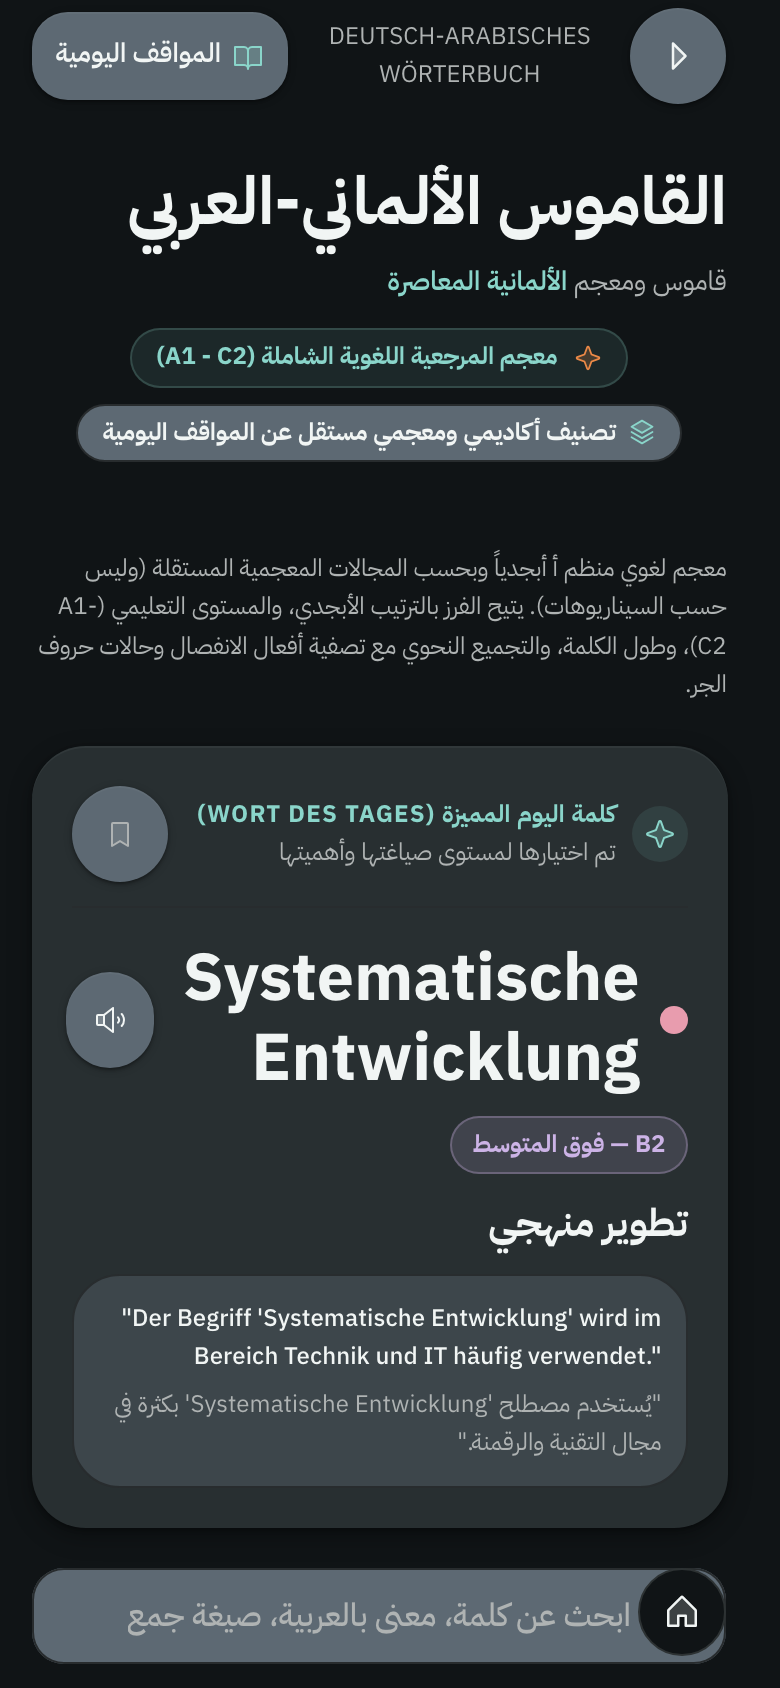 المواقف اليومية
DEUTSCH-ARABISCHES
WÖRTERBUCH
القاموس الألماني-العربي
قاموس ومعجم الألمانية المعاصرة
معجم المرجعية اللغوية الشاملة (A1 - C2)
تصنيف أكاديمي ومعجمي مستقل عن المواقف اليومية
معجم لغوي منظم أ أبجدياً وبحسب المجالات المعجمية المستقلة (وليس
حسب السيناريوهات). يتيح الفرز بالترتيب الأبجدي، والمستوى التعليمي (A1-
C2)، وطول الكلمة، والتجميع النحوي مع تصفية أفعال الانفصال وحالات حروف
الجر.
كلمة اليوم المميزة (WORT DES TAGES)
تم اختيارها لمستوى صياغتها وأهميتها
Systematische
Entwicklung
B2 — فوق المتوسط
تطوير منهجي
"Der Begriff 'Systematische Entwicklung' wird im
Bereich Technik und IT häufig verwendet."
"يُستخدم مصطلح 'Systematische Entwicklung' بكثرة في
مجال التقنية والرقمنة."
ابحث عن كلمة، معنى بالعربية، صيغة جمع